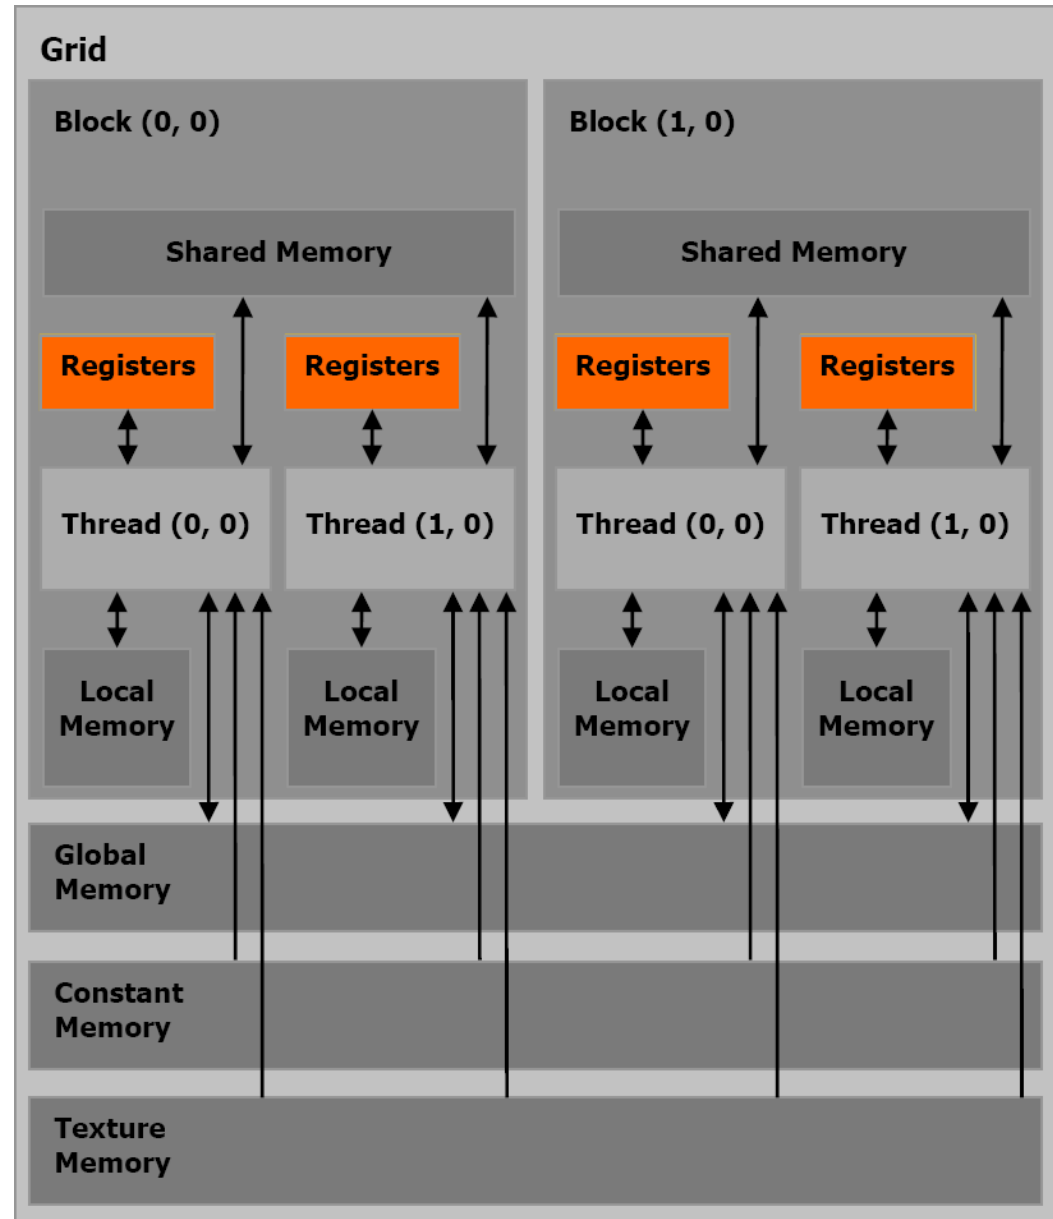 Grid
Block (0, 0)
Block (1, 0)
Shared Memory
Shared Memory
Registers
Registers
Registers
Registers
Thread (0, 0)
Thread (1, 0)
Thread (0, 0)
Thread (1, 0)
Local
Memory
Local
Memory
Local
Memory
Local
Memory
Global
Memory
Constant
Memory
Texture
Memory